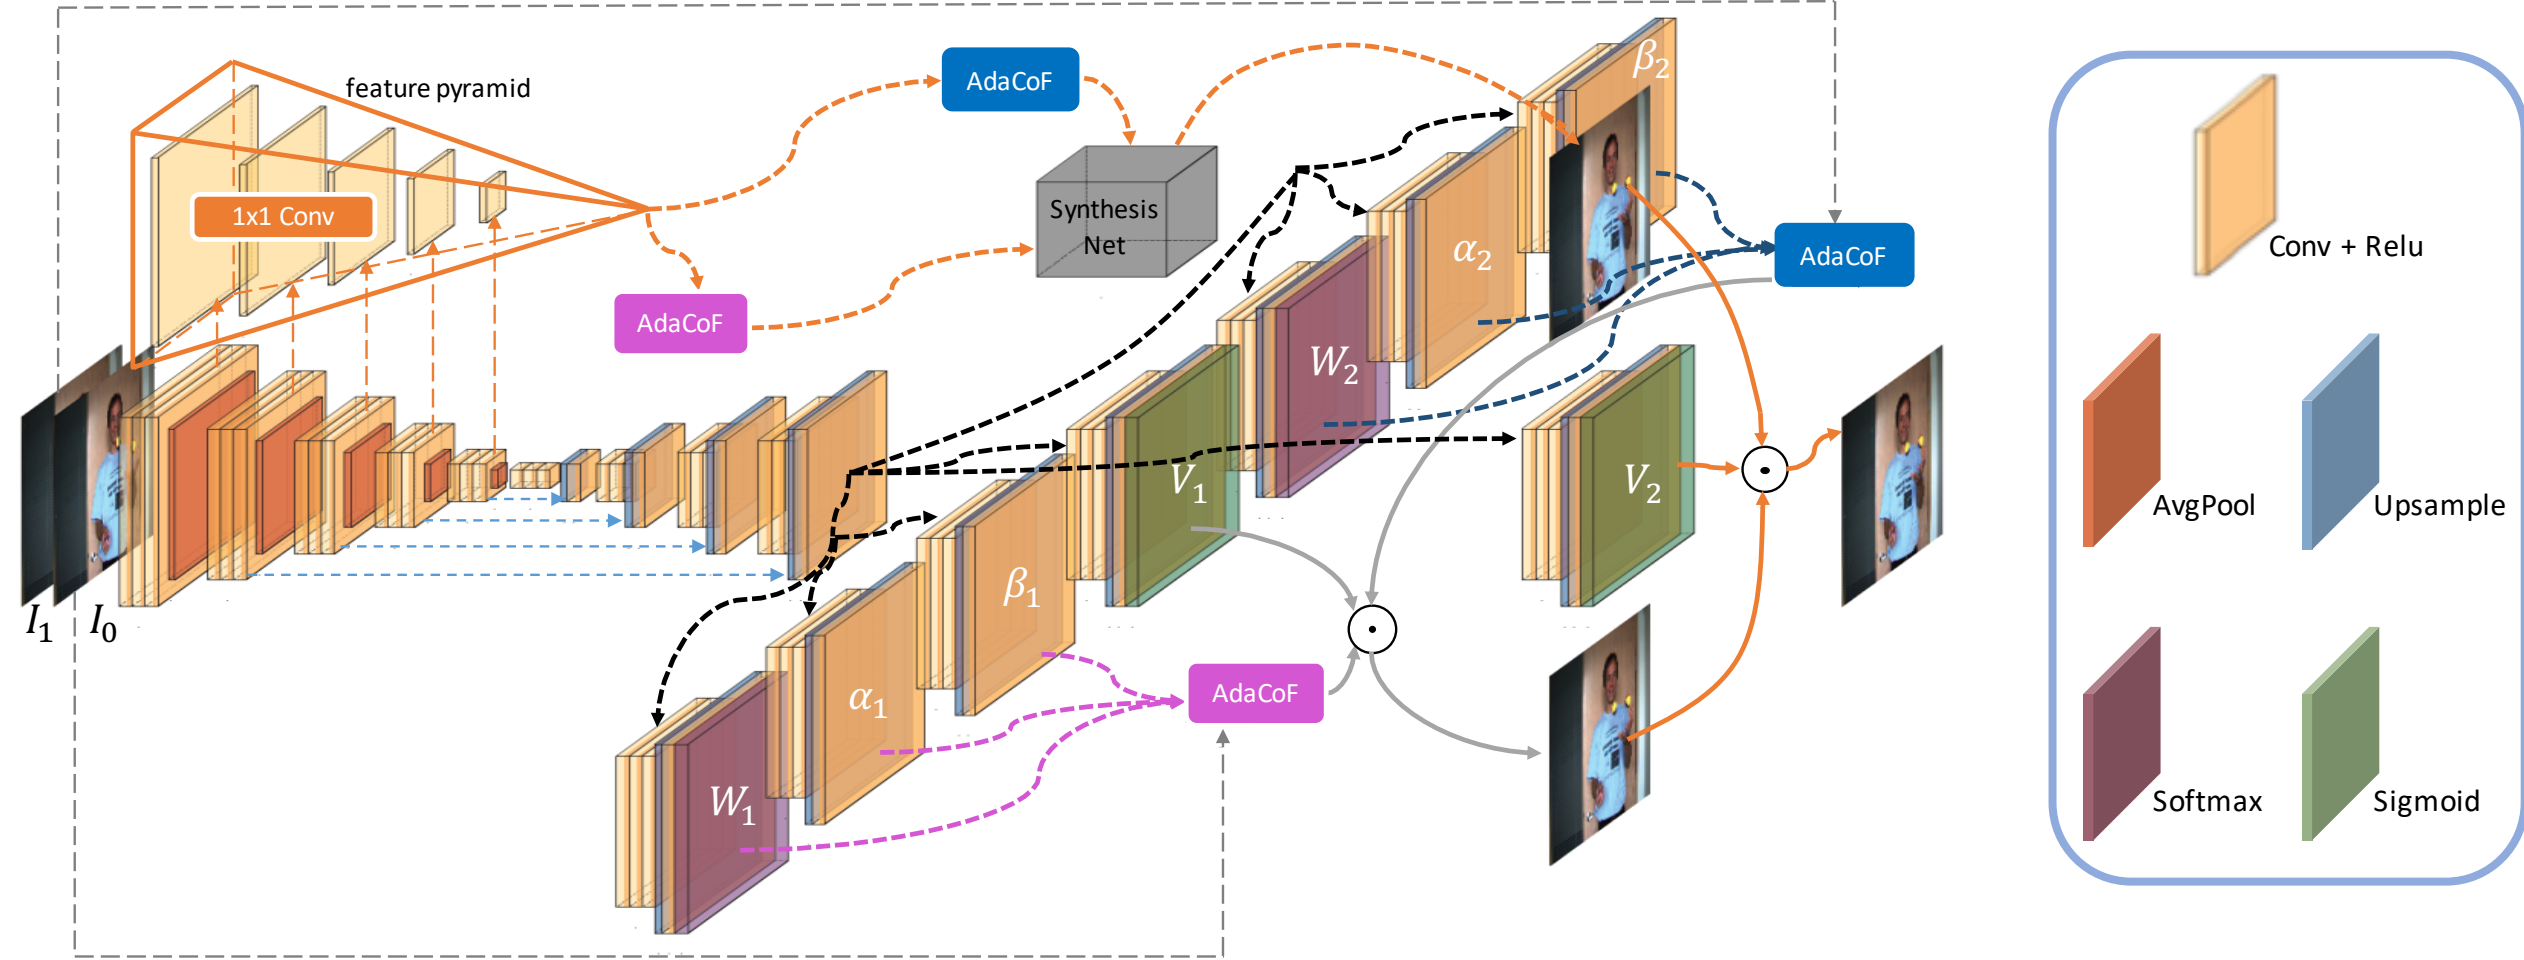 feature pyramid
1x1 Conv
AdaCoF
AdaCoF
Synthesis
Net
β₂
α₂
W₂
AdaCoF
V₁
V₂
β₁
α₁
W₁
AdaCoF
I₁
I₀
Conv + Relu
AvgPool
Upsample
Softmax
Sigmoid